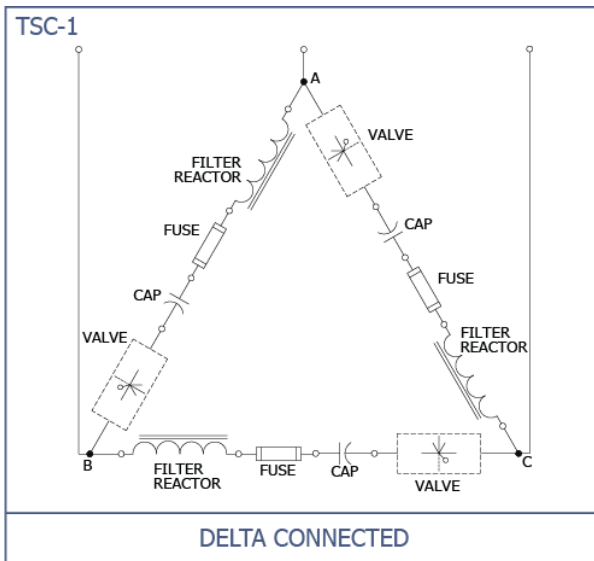 TSC-1
A
VALVE
FILTER
REACTOR
FUSE
CAP
CAP
FUSE
VALVE
FILTER
REACTOR
B
C
FILTER
REACTOR
FUSE
CAP
VALVE
DELTA CONNECTED